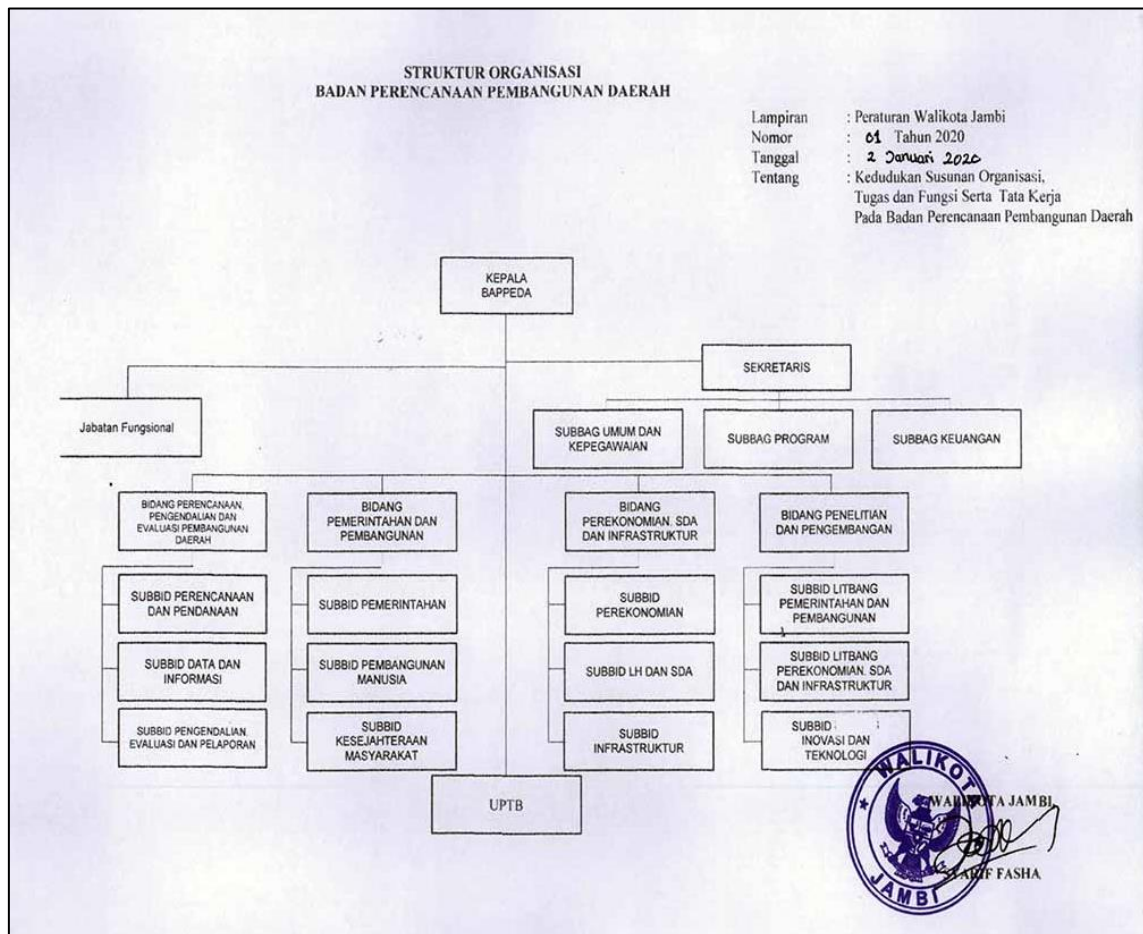 STRUKTUR ORGANISASI
BADAN PERENCANAAN PEMBANGUNAN DAERAH
Lampiran : Peraturan Walikota Jambi
Nomor : 01 Tahun 2020
Tanggal : 2 Januari 2020
Tentang : Kedudukan Susunan Organisasi,
Tugas dan Fungsi Serta Tata Kerja
Pada Badan Perencanaan Pembangunan Daerah
KEPALA
BAPPEDA
SEKRETARIS
Jabatan Fungsional
SUBBAG UMUM DAN
KEPEGAWAIAN
SUBBAG PROGRAM
SUBBAG KEUANGAN
BIDANG PERENCANAAN,
PENGENDALIAN DAN
EVALUASI PEMBANGUNAN
DAERAH
BIDANG
PEMERINTAHAN DAN
PEMBANGUNAN
BIDANG
PEREKONOMIAN. SDA
DAN INFRASTRUKTUR
BIDANG PENELITIAN
DAN PENGEMBANGAN
SUBBID PERENCANAAN
DAN PENDANAAN
SUBBID PEMERINTAHAN
SUBBID
PEREKONOMIAN
SUBBID LITBANG
PEMERINTAHAN DAN
PEMBANGUNAN
SUBBID DATA DAN
INFORMASI
SUBBID PEMBANGUNAN
MANUSIA
SUBBID LH DAN SDA
SUBBID LITBANG
PEREKONOMIAN. SDA
DAN INFRASTRUKTUR
SUBBID PENGENDALIAN.
EVALUASI DAN PELAPORAN
SUBBID
KESEJAHTERAAN
MASYARAKAT
SUBBID
INFRASTRUKTUR
SUBBID
INOVASI DAN
TEKNOLOGI
UPTB
WALIKOTA
JAMBI
WALIKOTA JAMBI
SYARIF FASHA